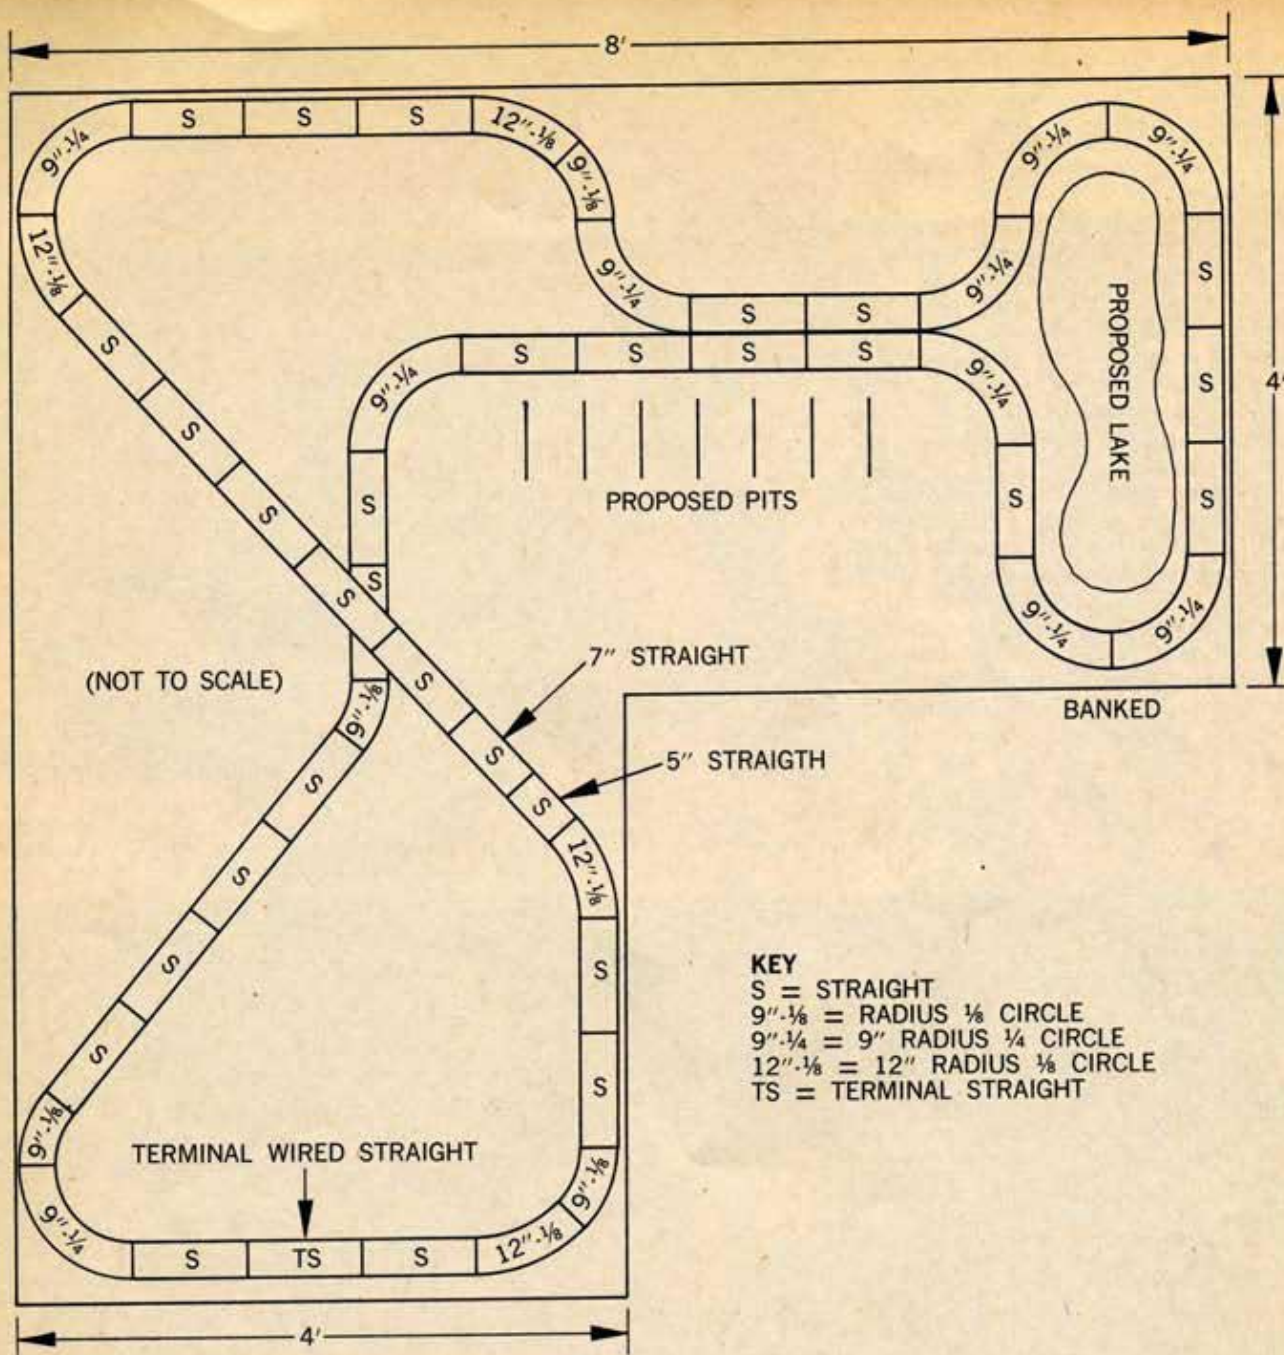 8'
S S S
12"-⅛
9"-¼
9"-⅛
9"-¼
9"-¼
12"-⅛
9"-¼
9"-¼
S
S S
S
S S S S
9"-¼
9"-¼
PROPOSED LAKE
4'
S
S
S
S
S
PROPOSED PITS
S
S
S
S
(NOT TO SCALE)
7" STRAIGHT
9"-¼
9"-¼
9"-⅛
S
BANKED
S
5" STRAIGTH
S
S
12"-⅛
S
S
KEY
S = STRAIGHT
9"-⅛ = RADIUS ⅛ CIRCLE
9"-¼ = 9" RADIUS ¼ CIRCLE
12"-⅛ = 12" RADIUS ⅛ CIRCLE
TS = TERMINAL STRAIGHT
S
S
S
9"-⅛
TERMINAL WIRED STRAIGHT
9"-⅛
9"-¼
12"-⅛
S TS S
4'